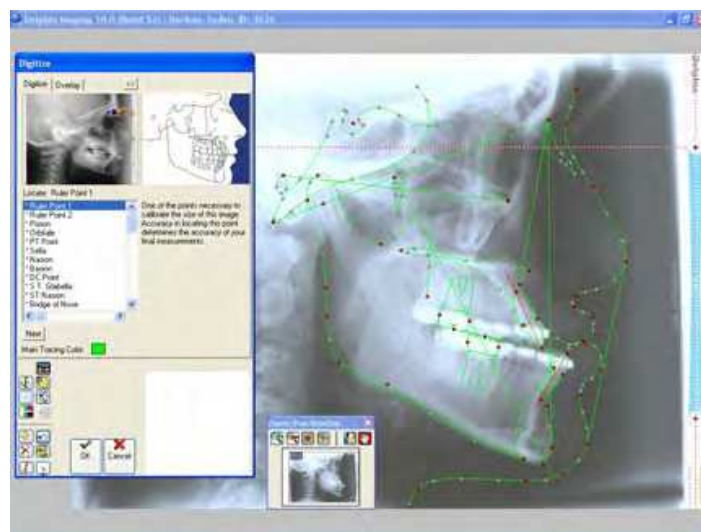 Digitize
Digitize Overlay
Locate: Ruler Point 1
* Ruler Point 1
* Ruler Point 2
* Porion
* Orbitale
* PT Point
* Sella
* Nasion
* Basion
* DC Point
* S.T. Glabella
* ST Nasion
* Bridge of Nose
One of the points necessary to
calibrate the size of this image.
Accuracy in locating this point
determines the accuracy of your
final measurements.
Next
Main Tracing Color:
OK
Cancel